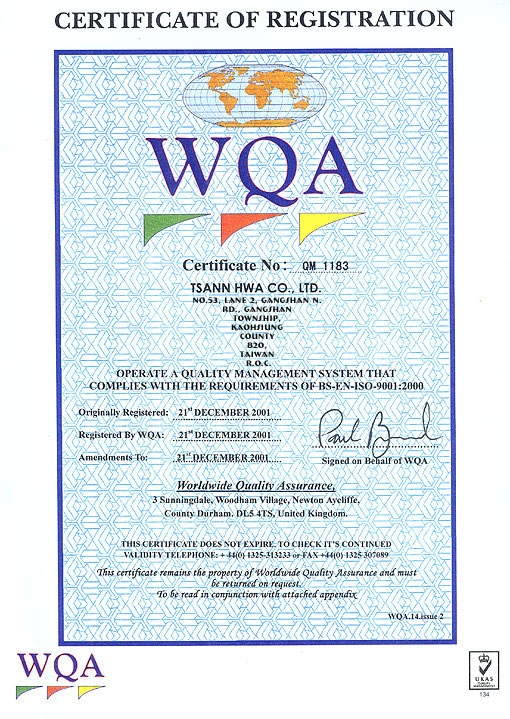 CERTIFICATE OF REGISTRATION
WQA
Certificate No: QM 1183
TSANN HWA CO., LTD.
NO.53, LANE 2, GANGSHAN N.
RD., GANGSHAN
TOWNSHIP,
KAOHSIUNG
COUNTY
820,
TAIWAN
R.O.C.
OPERATE A QUALITY MANAGEMENT SYSTEM THAT
COMPLIES WITH THE REQUIREMENTS OF BS-EN-ISO-9001:2000
Originally Registered: 21st DECEMBER 2001
Registered By WQA: 21st DECEMBER 2001
Amendments To: 21st DECEMBER 2001
Signed on Behalf of WQA
Worldwide Quality Assurance,
3 Sunningdale, Woodham Village, Newton Aycliffe,
County Durham. DL5 4TS, United Kingdom.
THIS CERTIFICATE DOES NOT EXPIRE, TO CHECK IT'S CONTINUED
VALIDITY TELEPHONE: + 44(0) 1325-313233 or FAX +44(0) 1325 307089
This certificate remains the property of Worldwide Quality Assurance and must
be returned on request.
To be read in conjunction with attached appendix
WQA.14.issue 2
WQA
UKAS
QUALITY
MANAGEMENT
134